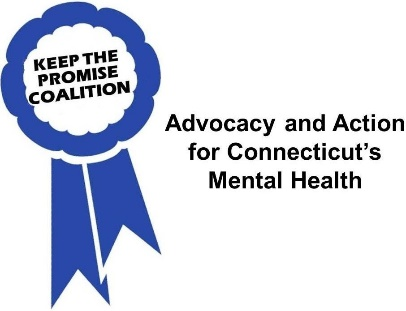 KEEP THE
PROMISE
COALITION
Advocacy and Action
for Connecticut's
Mental Health